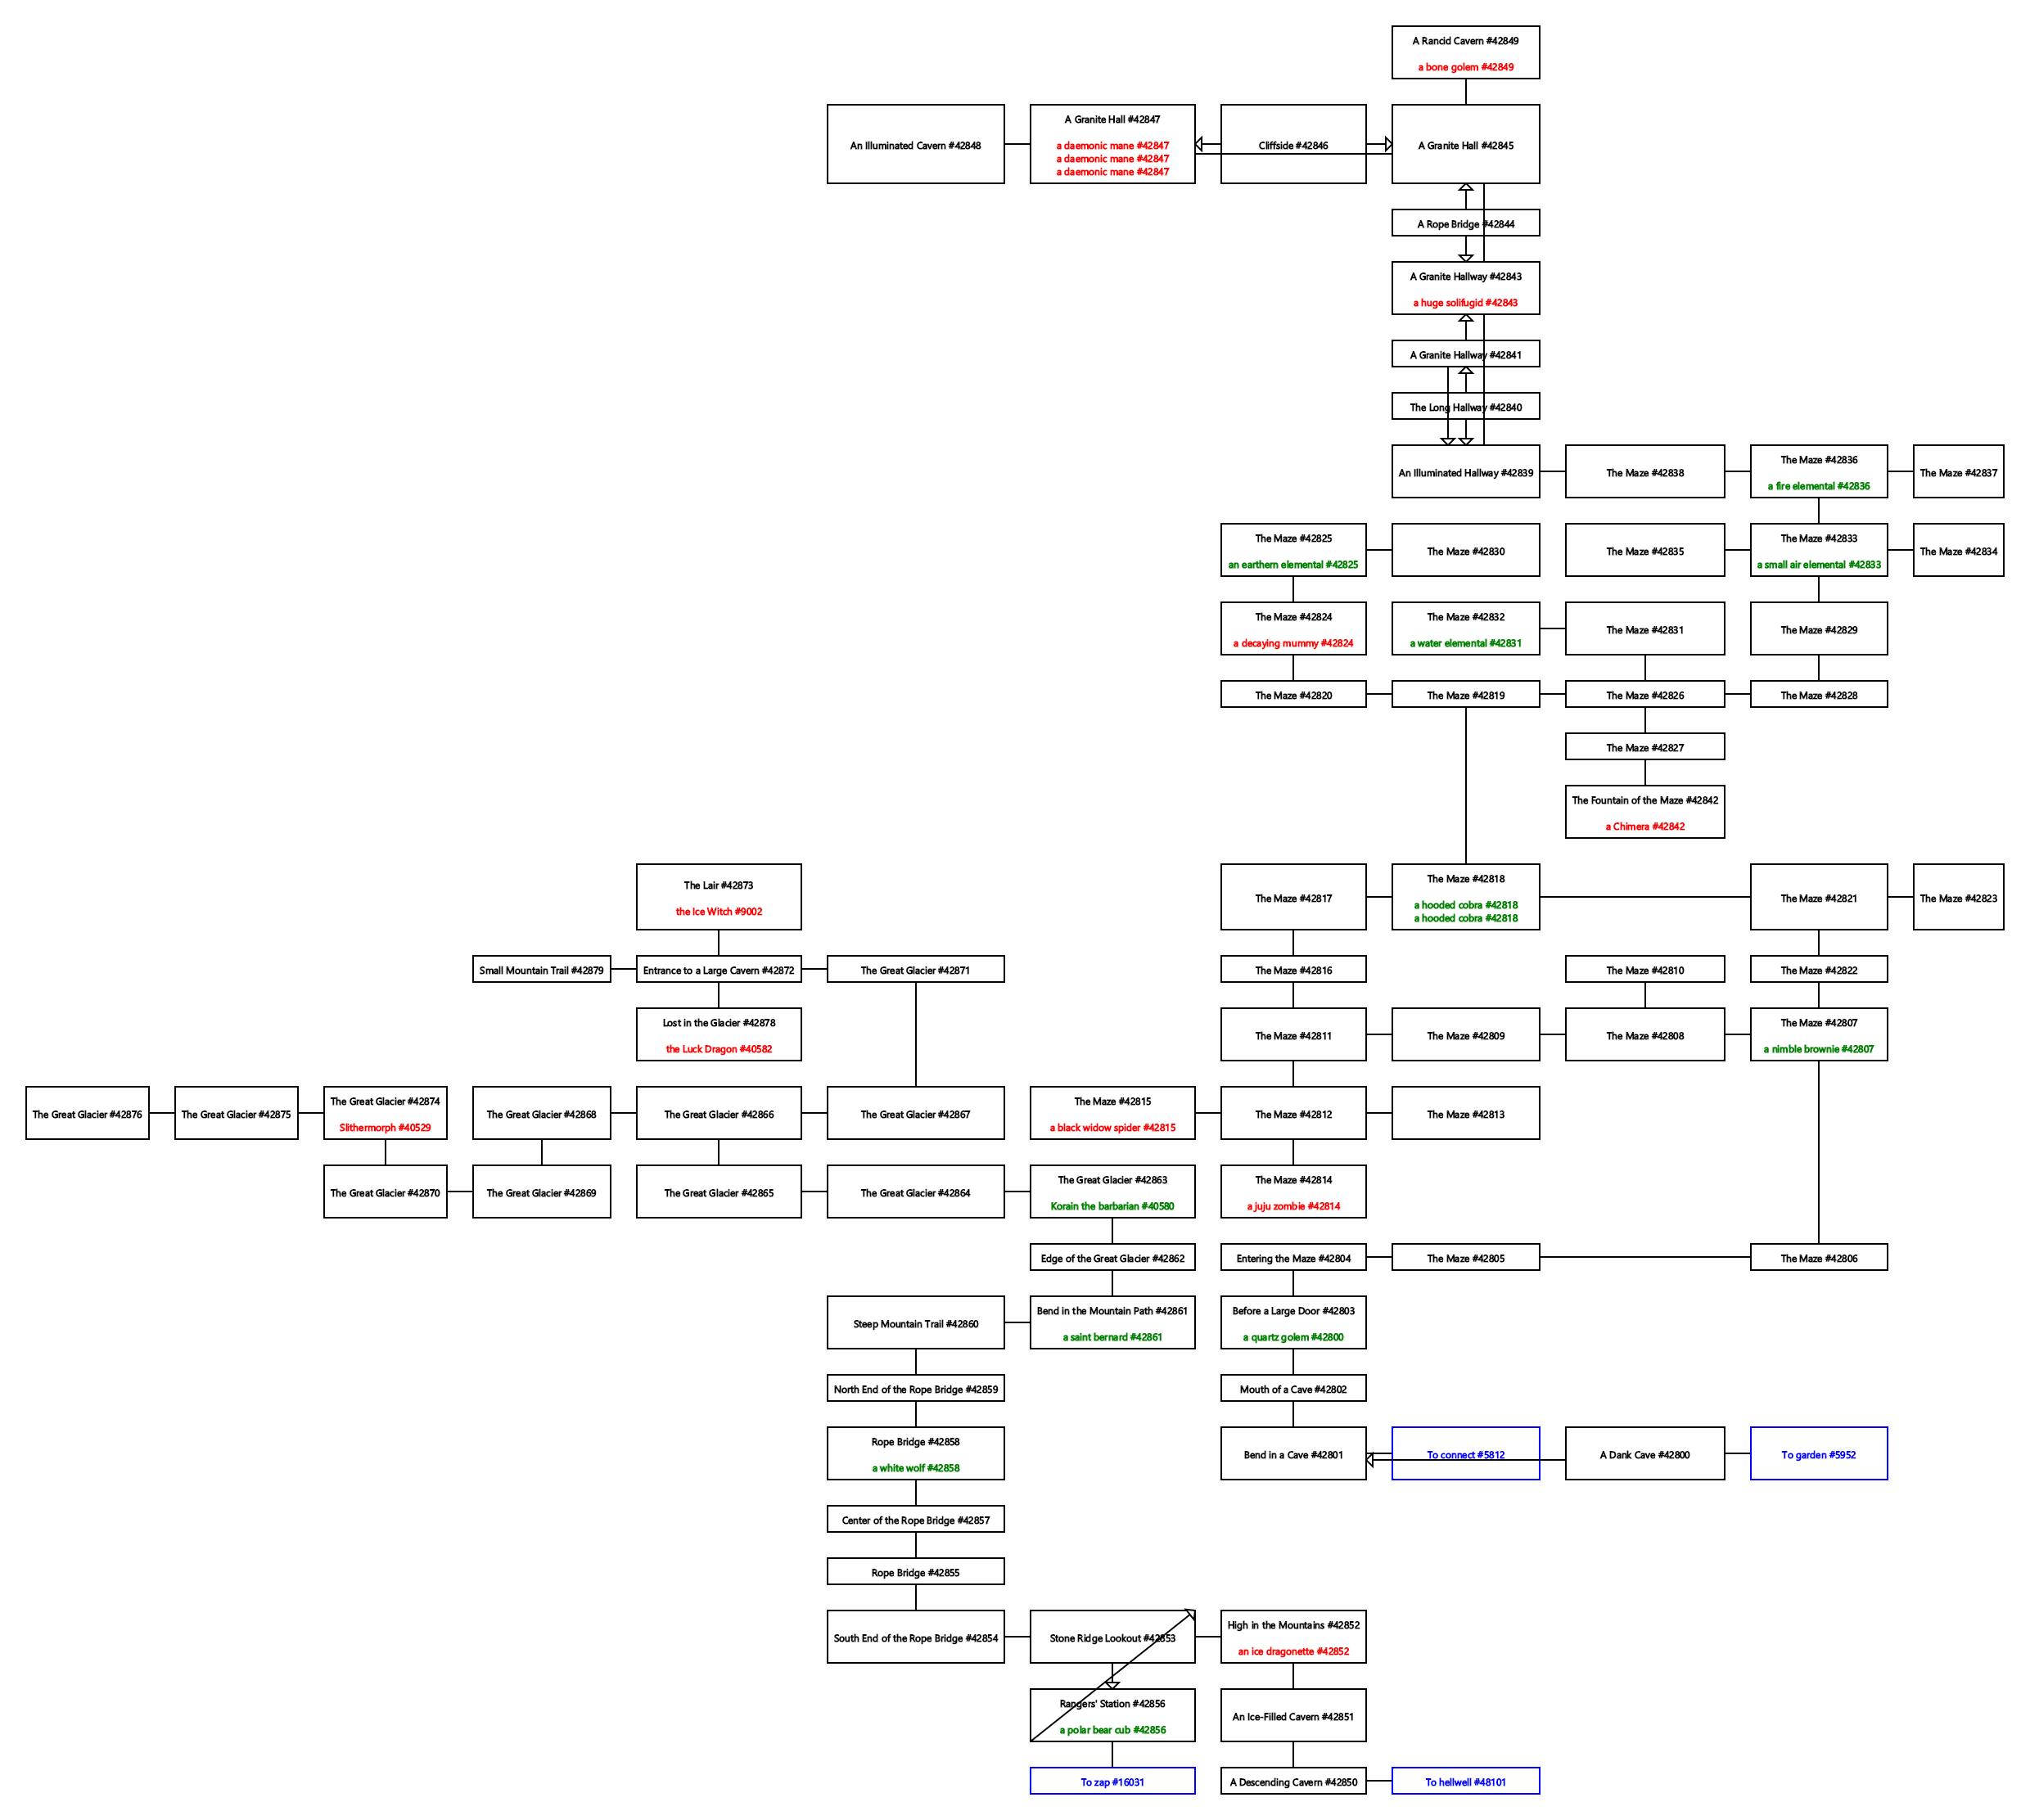 A Rancid Cavern #42849
a bone golem #42849
An Illuminated Cavern #42848
A Granite Hall #42847
a daemonic mane #42847
a daemonic mane #42847
a daemonic mane #42847
Cliffside #42846
A Granite Hall #42845
A Rope Bridge #42844
A Granite Hallway #42843
a huge solifugid #42843
A Granite Hallway #42841
The Long Hallway #42840
An Illuminated Hallway #42839
The Maze #42838
The Maze #42836
a fire elemental #42836
The Maze #42837
The Maze #42825
an earthern elemental #42825
The Maze #42830
The Maze #42835
The Maze #42833
a small air elemental #42833
The Maze #42834
The Maze #42824
a decaying mummy #42824
The Maze #42832
a water elemental #42831
The Maze #42831
The Maze #42829
The Maze #42820
The Maze #42819
The Maze #42826
The Maze #42828
The Maze #42827
The Fountain of the Maze #42842
a Chimera #42842
The Lair #42873
the Ice Witch #9002
The Maze #42817
The Maze #42818
a hooded cobra #42818
a hooded cobra #42818
The Maze #42821
The Maze #42823
Small Mountain Trail #42879
Entrance to a Large Cavern #42872
The Great Glacier #42871
The Maze #42816
The Maze #42810
The Maze #42822
Lost in the Glacier #42878
the Luck Dragon #40582
The Maze #42811
The Maze #42809
The Maze #42808
The Maze #42807
a nimble brownie #42807
The Great Glacier #42876
The Great Glacier #42875
The Great Glacier #42874
Slithermorph #40529
The Great Glacier #42868
The Great Glacier #42866
The Great Glacier #42867
The Maze #42815
a black widow spider #42815
The Maze #42812
The Maze #42813
The Great Glacier #42870
The Great Glacier #42869
The Great Glacier #42865
The Great Glacier #42864
The Great Glacier #42863
Korain the barbarian #40580
The Maze #42814
a juju zombie #42814
Edge of the Great Glacier #42862
Entering the Maze #42804
The Maze #42805
The Maze #42806
Steep Mountain Trail #42860
Bend in the Mountain Path #42861
a saint bernard #42861
Before a Large Door #42803
a quartz golem #42800
North End of the Rope Bridge #42859
Mouth of a Cave #42802
Rope Bridge #42858
a white wolf #42858
Bend in a Cave #42801
To connect #5812
A Dank Cave #42800
To garden #5952
Center of the Rope Bridge #42857
Rope Bridge #42855
South End of the Rope Bridge #42854
Stone Ridge Lookout #42853
High in the Mountains #42852
an ice dragonette #42852
Rangers' Station #42856
a polar bear cub #42856
An Ice-Filled Cavern #42851
To zap #16031
A Descending Cavern #42850
To hellwell #48101